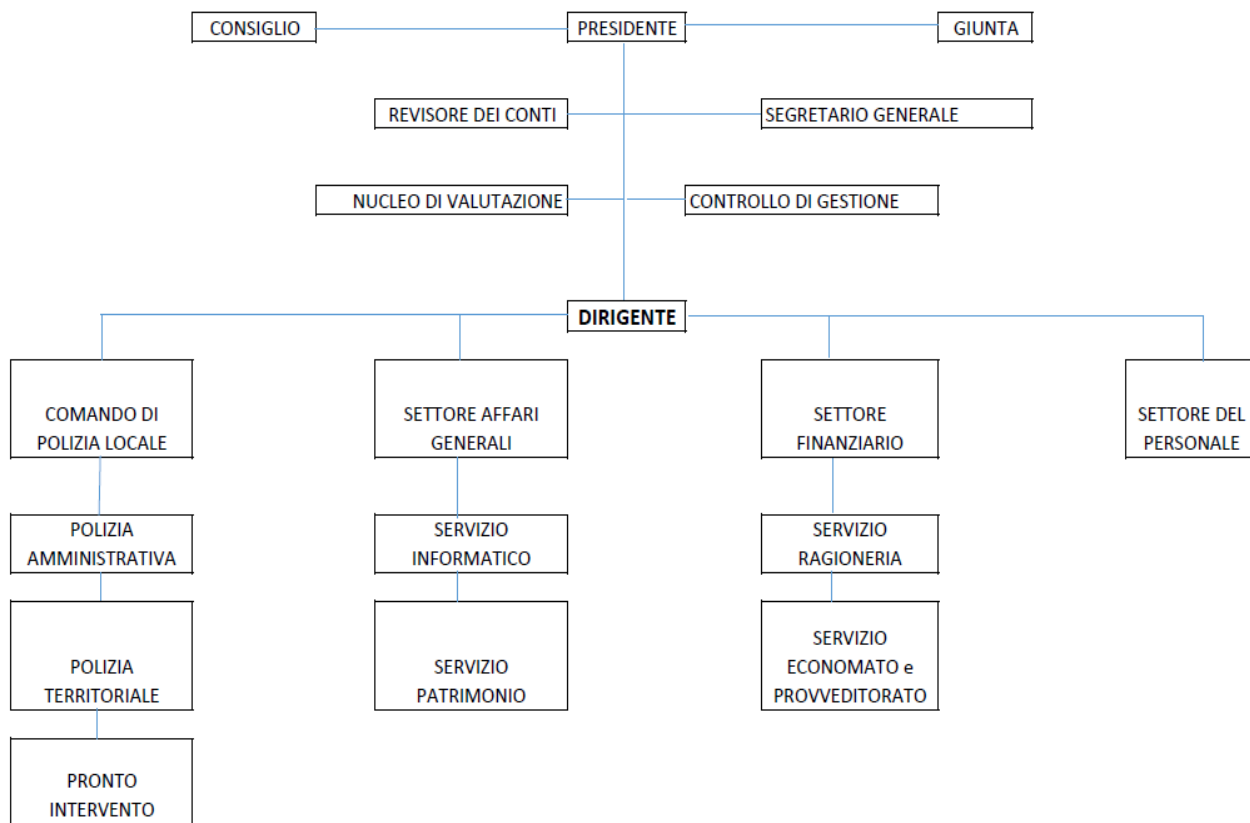 CONSIGLIO
PRESIDENTE
GIUNTA
REVISORE DEI CONTI
SEGRETARIO GENERALE
NUCLEO DI VALUTAZIONE
CONTROLLO DI GESTIONE
DIRIGENTE
COMANDO DI
POLIZIA LOCALE
SETTORE AFFARI
GENERALI
SETTORE
FINANZIARIO
SETTORE DEL
PERSONALE
POLIZIA
AMMINISTRATIVA
SERVIZIO
INFORMATICO
SERVIZIO
RAGIONERIA
POLIZIA
TERRITORIALE
SERVIZIO
PATRIMONIO
SERVIZIO
ECONOMATO e
PROVVEDITORATO
PRONTO
INTERVENTO